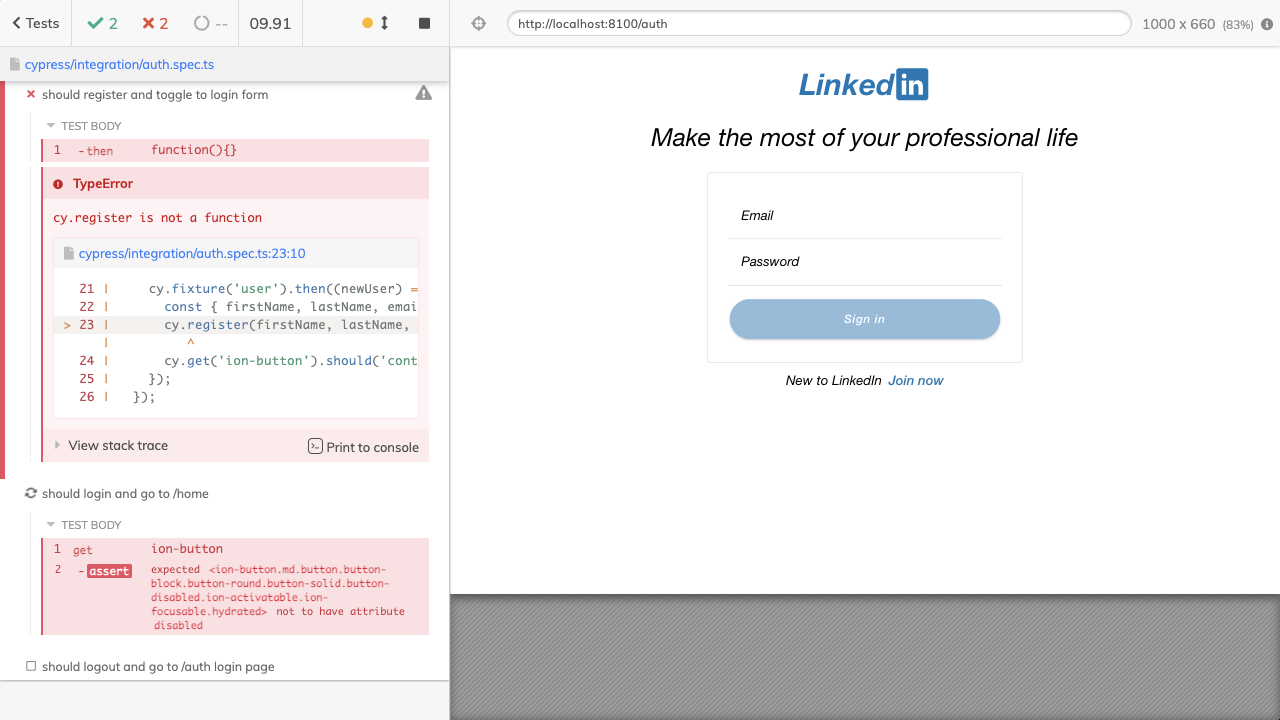 Tests
2
2
--
09.91
http://localhost:8100/auth
1000 x 660 (83%)
cypress/integration/auth.spec.ts
should register and toggle to login form
TEST BODY
1 -then function(){}
TypeError
cy.register is not a function
cypress/integration/auth.spec.ts:23:10
21 | cy.fixture('user').then((newUser) =
22 | const { firstName, lastName, emai
> 23 | cy.register(firstName, lastName,
| ^
24 | cy.get('ion-button').should('cont
25 | });
26 | });
View stack trace
Print to console
should login and go to /home
TEST BODY
1 get ion-button
2 -assert expected <ion-button.md.button.button-
block.button-round.button-solid.button-
disabled.ion-activatable.ion-
focusable.hydrated> not to have attribute
disabled
should logout and go to /auth login page
Linkedin
Make the most of your professional life
Email
Password
Sign in
New to LinkedIn Join now